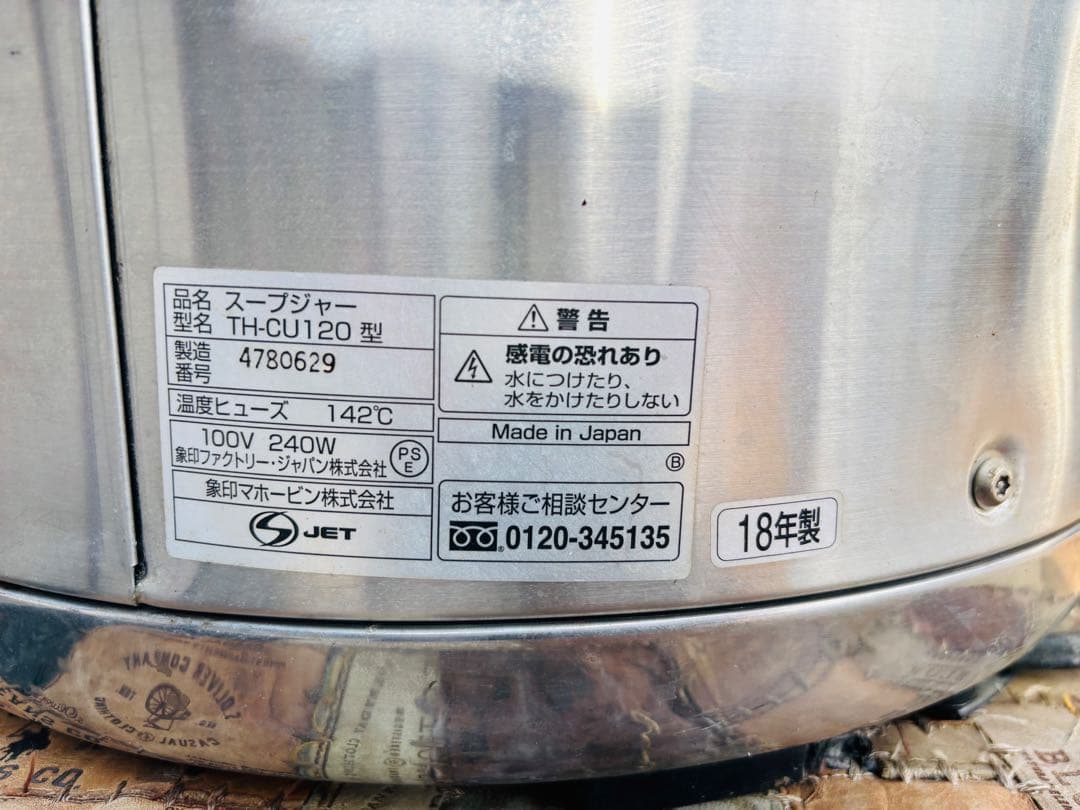 品名 スープジャー
型名 TH-CU120 型
製造番号 4780629
温度ヒューズ 142℃
100V 240W
象印ファクトリー・ジャパン株式会社
PS
E
象印マホービン株式会社
JET
警告
感電の恐れあり
水につけたり、
水をかけたりしない
Made in Japan
B
お客様ご相談センター
0120-345135
18年製
OLIVER COMPANY
CASUAL CLOTHING